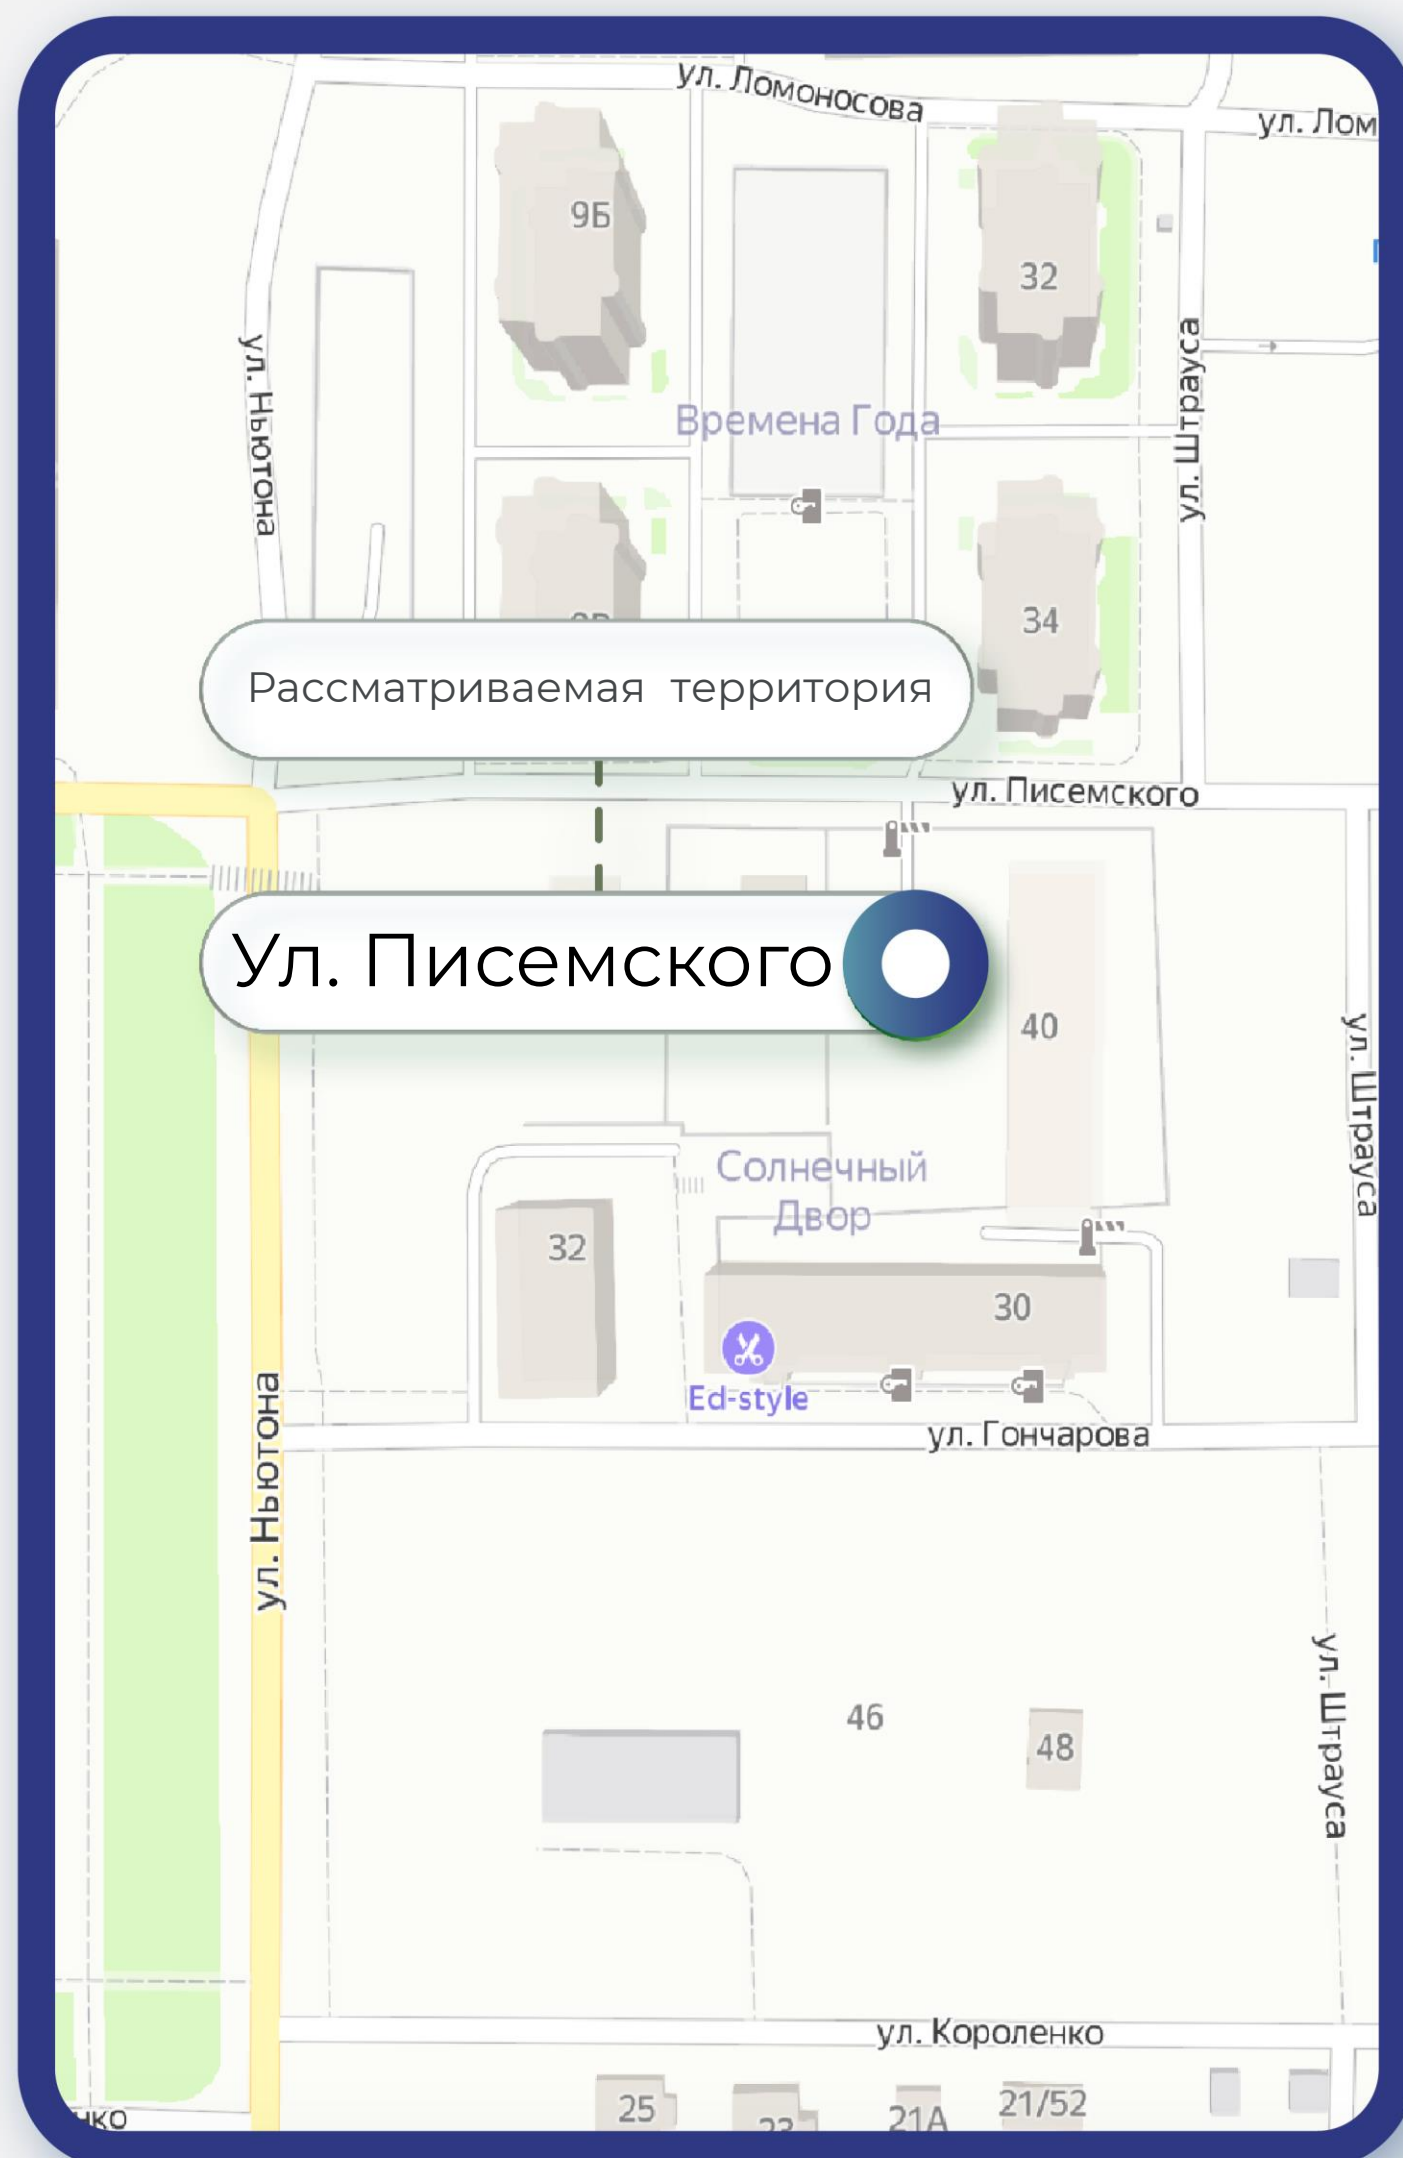 ул. Ломоносова
ул. Лом
9Б
32
ул. Ньютона
ул. Штрауса
Времена Года
34
Рассматриваемая территория
ул. Писемского
Ул. Писемского
40
ул. Штрауса
Солнечный
Двор
32
30
Ed-style
ул. Ньютона
ул. Гончарова
46
48
ул. Штрауса
ул. Короленко
25
21А
21/52